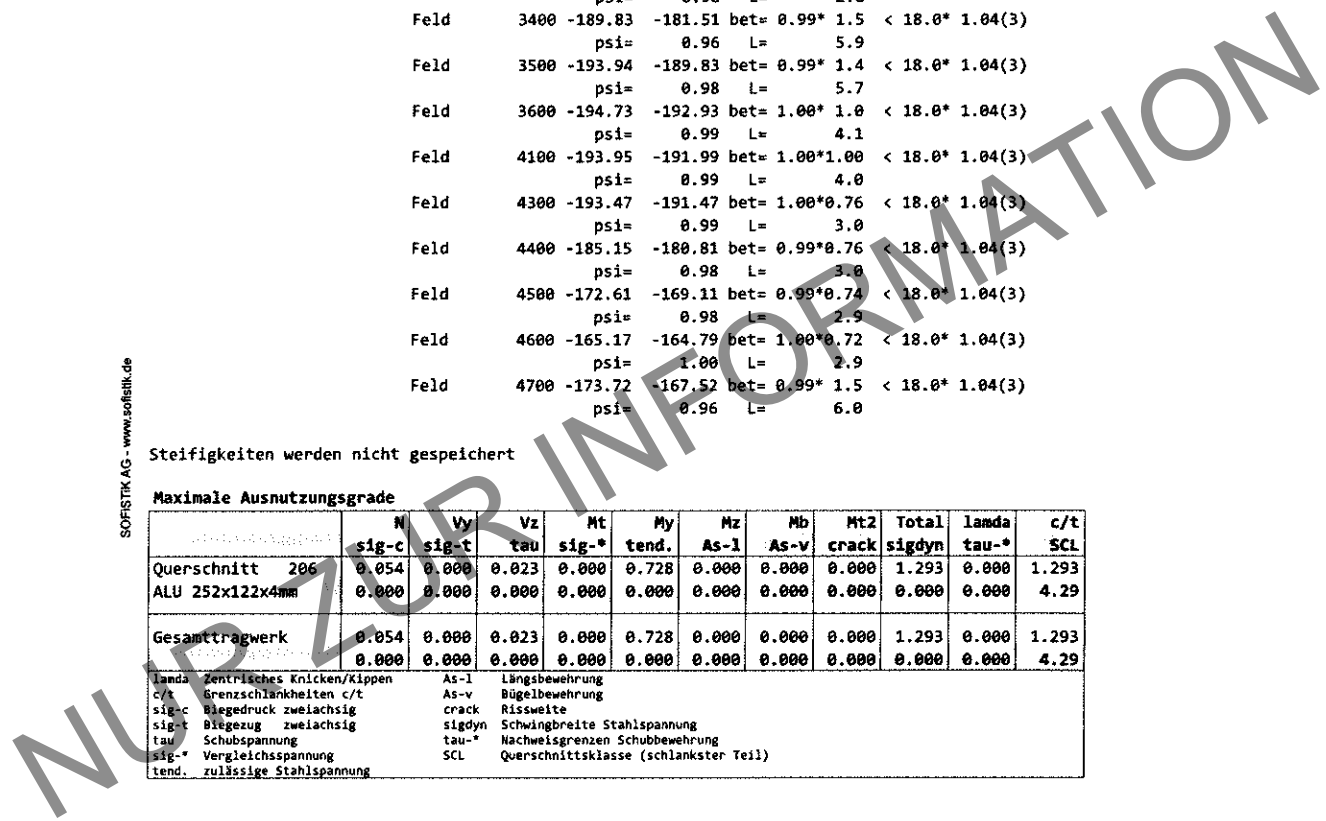 Feld 3400 -189.83 -181.51 bet= 0.99* 1.5 < 18.0* 1.04(3)
psi= 0.96 L= 5.9
Feld 3500 -193.94 -189.83 bet= 0.99* 1.4 < 18.0* 1.04(3)
psi= 0.98 L= 5.7
Feld 3600 -194.73 -192.93 bet= 1.00* 1.0 < 18.0* 1.04(3)
psi= 0.99 L= 4.1
Feld 4100 -193.95 -191.99 bet= 1.00*1.00 < 18.0* 1.04(3)
psi= 0.99 L= 4.0
Feld 4300 -193.47 -191.47 bet= 1.00*0.76 < 18.0* 1.04(3)
psi= 0.99 L= 3.0
Feld 4400 -185.15 -180.81 bet= 0.99*0.76 < 18.0* 1.04(3)
psi= 0.98 L= 3.0
Feld 4500 -172.61 -169.11 bet= 0.99*0.74 < 18.0* 1.04(3)
psi= 0.98 L= 2.9
Feld 4600 -165.17 -164.79 bet= 1.00*0.72 < 18.0* 1.04(3)
psi= 1.00 L= 2.9
Feld 4700 -173.72 -167.52 bet= 0.99* 1.5 < 18.0* 1.04(3)
psi= 0.96 L= 6.0
SOFiSTiK AG - www.sofistik.de
Steifigkeiten werden nicht gespeichert
Maximale Ausnutzungsgrade
N Vy Vz Mt My Mz Mb Mt2 Total lamda c/t
sig-c sig-t tau sig-* tend. As-l As-v crack sigdyn tau-* SCL
Querschnitt 206 0.054 0.000 0.023 0.000 0.728 0.000 0.000 0.000 1.293 0.000 1.293
ALU 252x122x4mm 0.000 0.000 0.000 0.000 0.000 0.000 0.000 0.000 0.000 0.000 4.29
Gesamttragwerk 0.054 0.000 0.023 0.000 0.728 0.000 0.000 0.000 1.293 0.000 1.293
0.000 0.000 0.000 0.000 0.000 0.000 0.000 0.000 0.000 0.000 4.29
lamda Zentrisches Knicken/Kippen As-l Längsbewehrung
c/t Grenzschlankheiten c/t As-v Bügelbewehrung
sig-c Biegedruck zweiachsig crack Rissweite
sig-t Biegezug zweiachsig sigdyn Schwingbreite Stahlspannung
tau Schubspannung tau-* Nachweisgrenzen Schubbewehrung
sig-* Vergleichsspannung SCL Querschnittsklasse (schlankster Teil)
tend. zulässige Stahlspannung
NUR ZUR INFORMATION